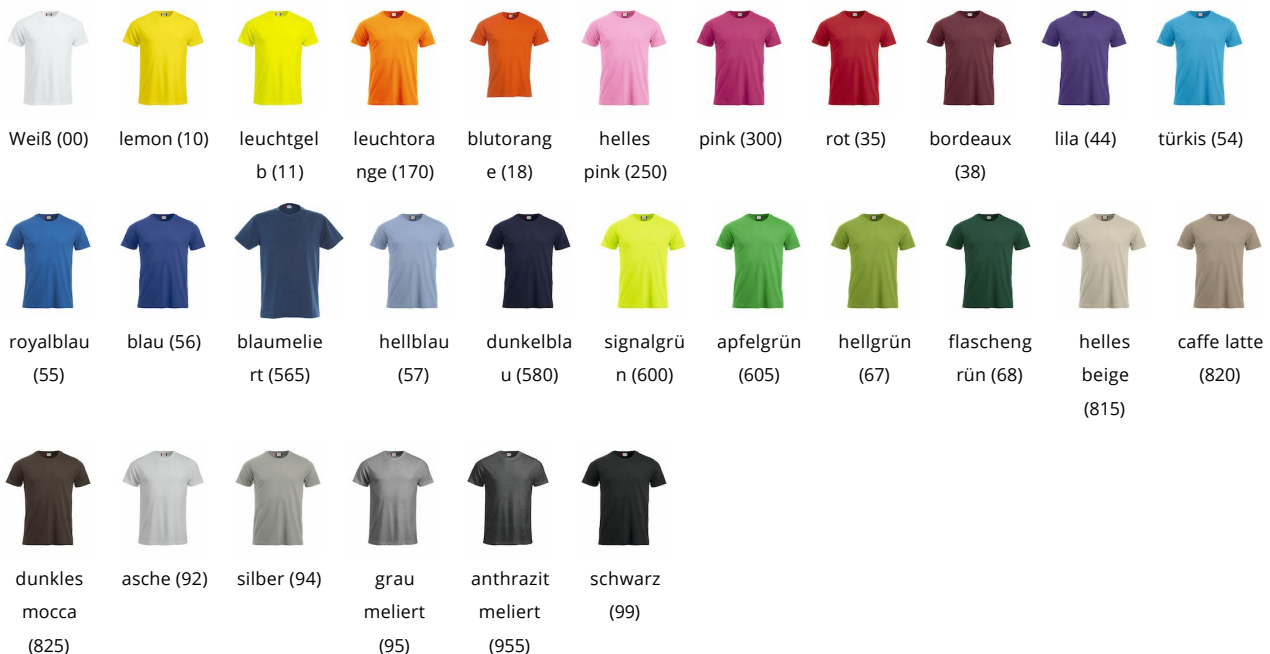 Weiß (00)
lemon (10)
leuchtgel
b (11)
leuchtora
nge (170)
blutorang
e (18)
helles
pink (250)
pink (300)
rot (35)
bordeaux
(38)
lila (44)
türkis (54)
royalblau
(55)
blau (56)
blaumelie
rt (565)
hellblau
(57)
dunkelbla
u (580)
signalgrü
n (600)
apfelgrün
(605)
hellgrün
(67)
flascheng
rün (68)
helles
beige
(815)
caffe latte
(820)
dunkles
mocca
(825)
asche (92)
silber (94)
grau
meliert
(95)
anthrazit
meliert
(955)
schwarz
(99)